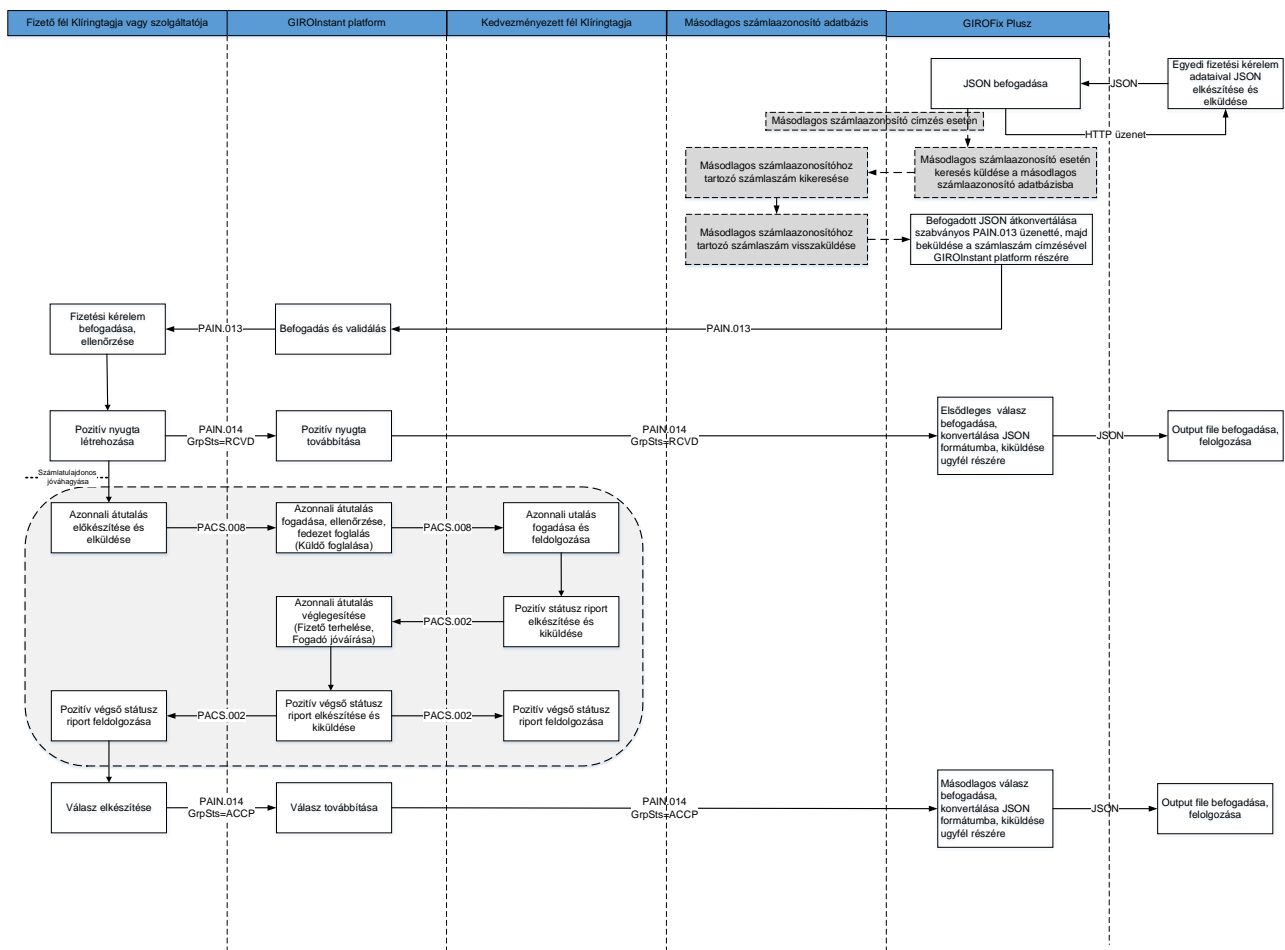 Fizető fél Klíringtagja vagy szolgáltatója
GIROInstant platform
Kedvezményezett fél Klíringtagja
Másodlagos számlaazonosító adatbázis
GIROFix Plusz
JSON befogadása
JSON
Egyedi fizetési kérelem
adataival JSON
elkészítése és
elküldése
Másodlagos számlaazonosító címzés esetén
HTTP üzenet
Másodlagos számlaazonosítóhoz
tartozó számlaszám kikeresése
Másodlagos számlaazonosító esetén
keresés küldése a másodlagos
számlaazonosító adatbázisba
Másodlagos számlaazonosítóhoz
tartozó számlaszám visszaküldése
Befogadott JSON átkonvertálása
szabványos PAIN.013 üzenetté, majd
beküldése a számlaszám címzésével
GIROInstant platform részére
Fizetési kérelem
befogadása,
ellenőrzése
PAIN.013
Befogadás és validálás
PAIN.013
Pozitív nyugta
létrehozása
PAIN.014
GrpSts=RCVD
Pozitív nyugta
továbbítása
PAIN.014
GrpSts=RCVD
Elsődleges válasz
befogadása,
konvertálása JSON
formátumba, kiküldése
ugyfél részére
JSON
Output file befogadása,
felolgozása
Számlatulajdonos
jóváhagyása
Azonnali átutalás
előkészítése és
elküldése
PACS.008
Azonnali átutalás
fogadása, ellenőrzése,
fedezet foglalás
(Küldő foglalása)
PACS.008
Azonnali utalás
fogadása és
feldolgozása
Azonnali átutalás
véglegesítése
(Fizető terhelése,
Fogadó jóváírása)
PACS.002
Pozitív státusz riport
elkészítése és
kiküldése
Pozitív végső státusz
riport feldolgozása
PACS.002
Pozitív végső státusz
riport elkészítése és
kiküldése
PACS.002
Pozitív végső státusz
riport feldolgozása
Válasz elkészítése
PAIN.014
GrpSts=ACCP
Válasz továbbítása
PAIN.014
GrpSts=ACCP
Másodlagos válasz
befogadása,
konvertálása JSON
formátumba, kiküldése
ugyfél részére
JSON
Output file befogadása,
felolgozása